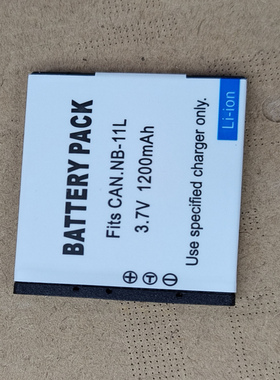 BATTERY PACK
Fits CAN.NB-11L
3.7V 1200mAh
Use specified charger only.
Li-ion